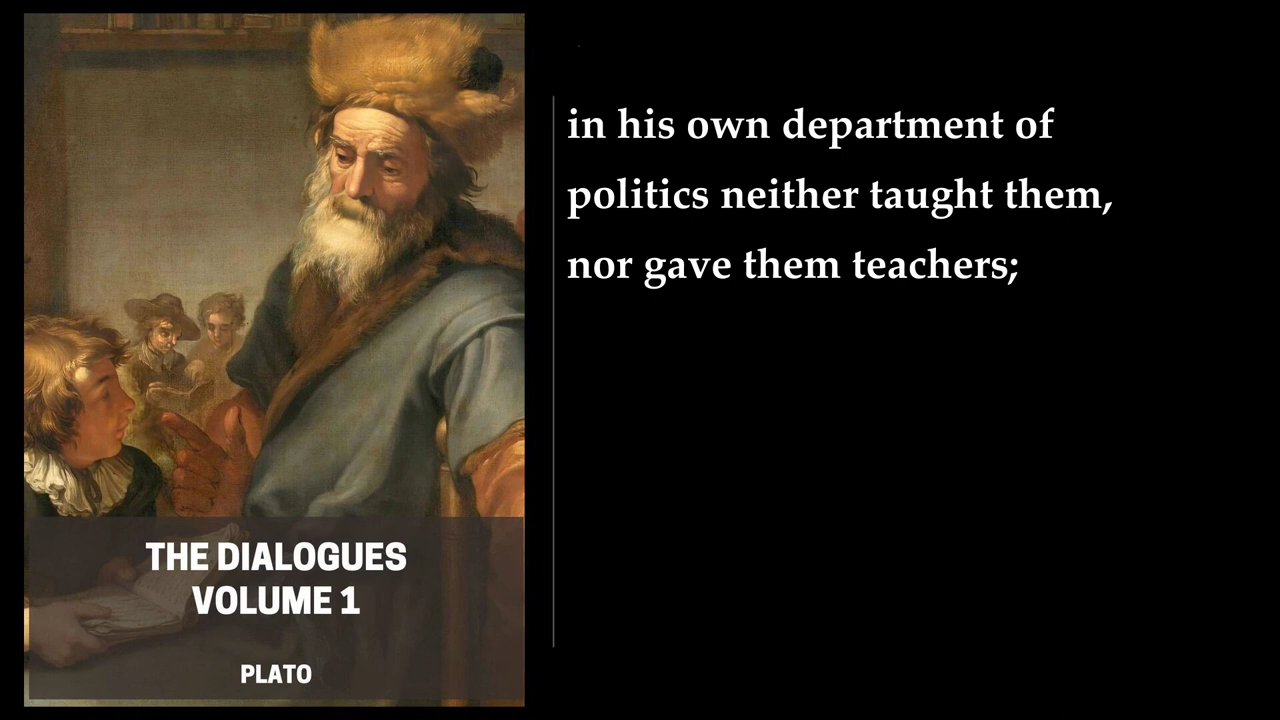 in his own department of
politics neither taught them,
nor gave them teachers;
THE DIALOGUES
VOLUME 1
PLATO